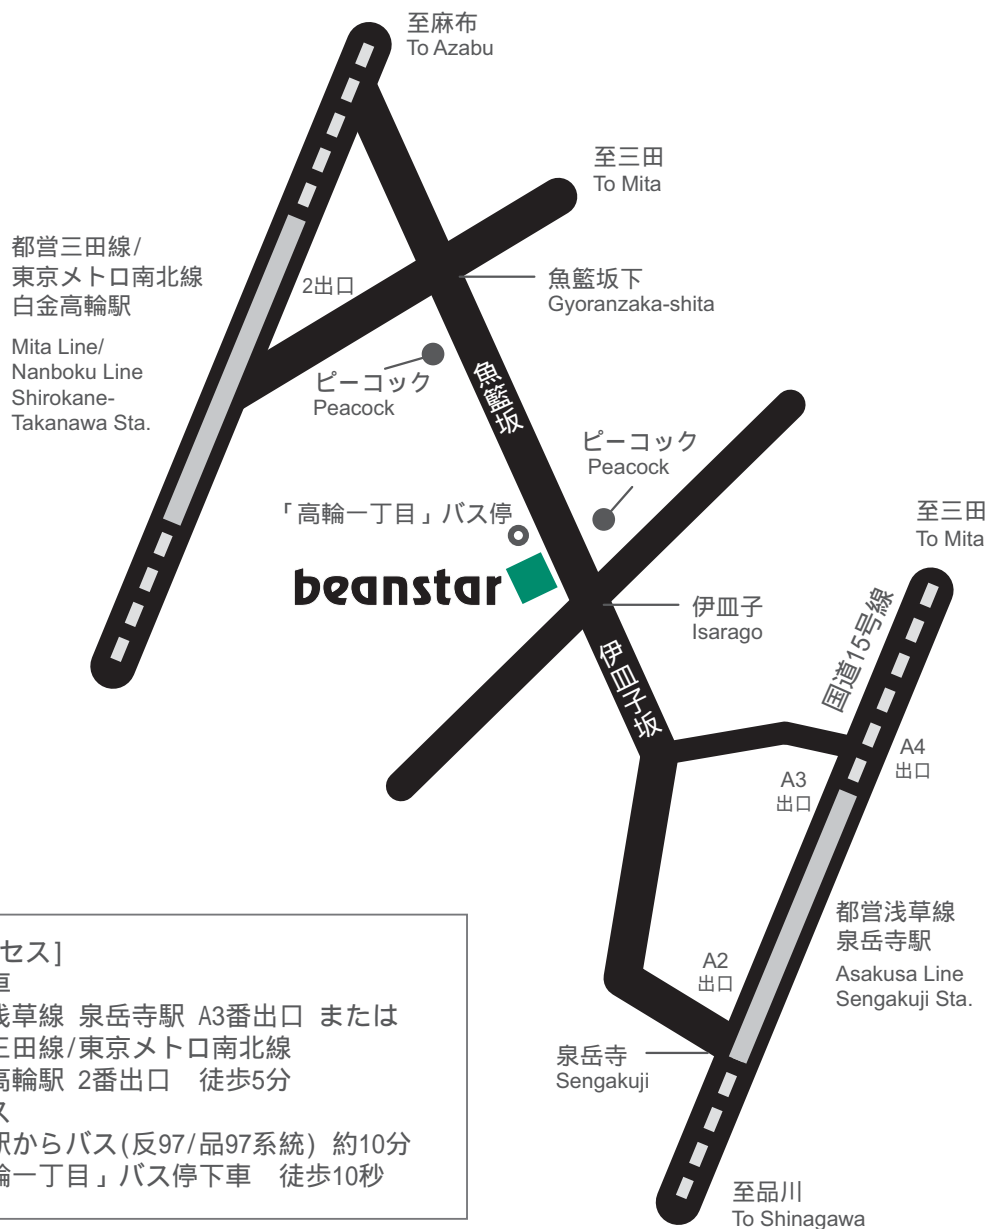 至麻布
To Azabu
至三田
To Mita
都営三田線/
東京メトロ南北線
白金高輪駅
Mita Line/
Nanboku Line
Shirokane-
Takanawa Sta.
2出口
魚籃坂下
Gyoranzaka-shita
ピーコック
Peacock
魚籃坂
ピーコック
Peacock
「高輪一丁目」バス停
beanstar
伊皿子
Isarago
伊皿子坂
至三田
To Mita
国道15号線
A4
出口
A3
出口
都営浅草線
泉岳寺駅
Asakusa Line
Sengakuji Sta.
A2
出口
泉岳寺
Sengakuji
至品川
To Shinagawa
セス]
車
浅草線 泉岳寺駅 A3番出口 または
三田線/東京メトロ南北線
高輪駅 2番出口 徒歩5分
ス
駅からバス(反97/品97系統) 約10分
輪一丁目」バス停下車 徒歩10秒